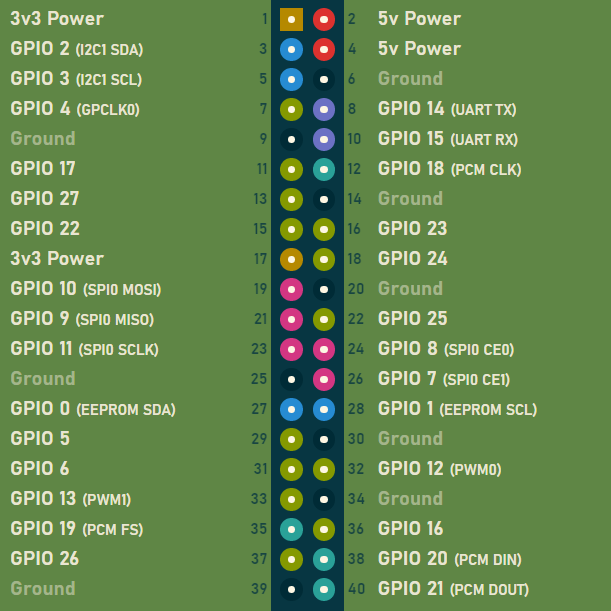 3v3 Power 1 2 5v Power
GPIO 2 (I2C1 SDA) 3 4 5v Power
GPIO 3 (I2C1 SCL) 5 6 Ground
GPIO 4 (GPCLK0) 7 8 GPIO 14 (UART TX)
Ground 9 10 GPIO 15 (UART RX)
GPIO 17 11 12 GPIO 18 (PCM CLK)
GPIO 27 13 14 Ground
GPIO 22 15 16 GPIO 23
3v3 Power 17 18 GPIO 24
GPIO 10 (SPI0 MOSI) 19 20 Ground
GPIO 9 (SPI0 MISO) 21 22 GPIO 25
GPIO 11 (SPI0 SCLK) 23 24 GPIO 8 (SPI0 CE0)
Ground 25 26 GPIO 7 (SPI0 CE1)
GPIO 0 (EEPROM SDA) 27 28 GPIO 1 (EEPROM SCL)
GPIO 5 29 30 Ground
GPIO 6 31 32 GPIO 12 (PWM0)
GPIO 13 (PWM1) 33 34 Ground
GPIO 19 (PCM FS) 35 36 GPIO 16
GPIO 26 37 38 GPIO 20 (PCM DIN)
Ground 39 40 GPIO 21 (PCM DOUT)